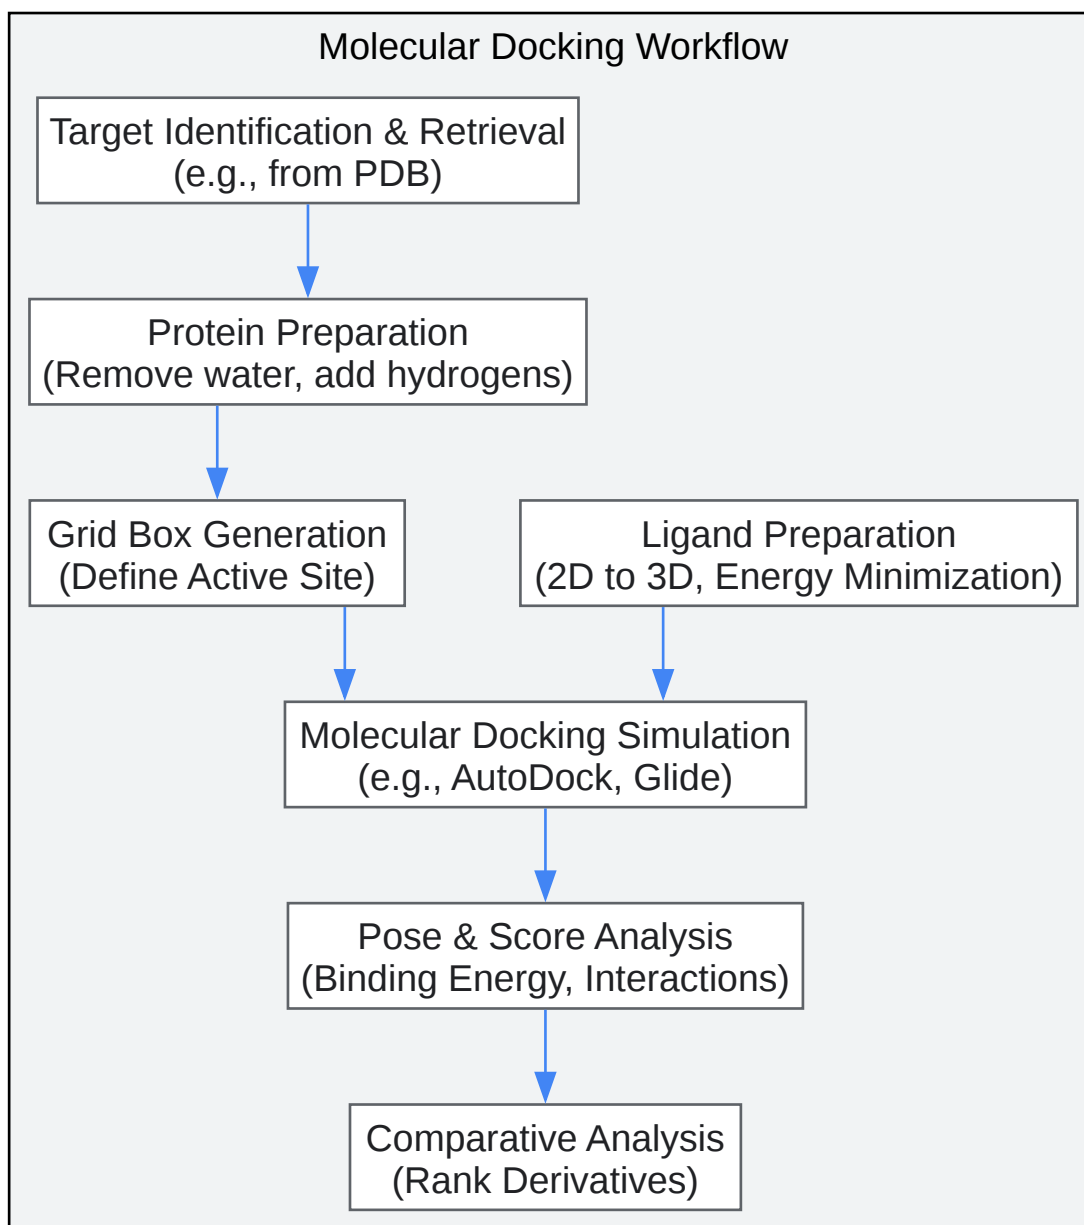 Molecular Docking Workflow
Target Identification & Retrieval
(e.g., from PDB)
Protein Preparation
(Remove water, add hydrogens)
Grid Box Generation
(Define Active Site)
Ligand Preparation
(2D to 3D, Energy Minimization)
Molecular Docking Simulation
(e.g., AutoDock, Glide)
Pose & Score Analysis
(Binding Energy, Interactions)
Comparative Analysis
(Rank Derivatives)